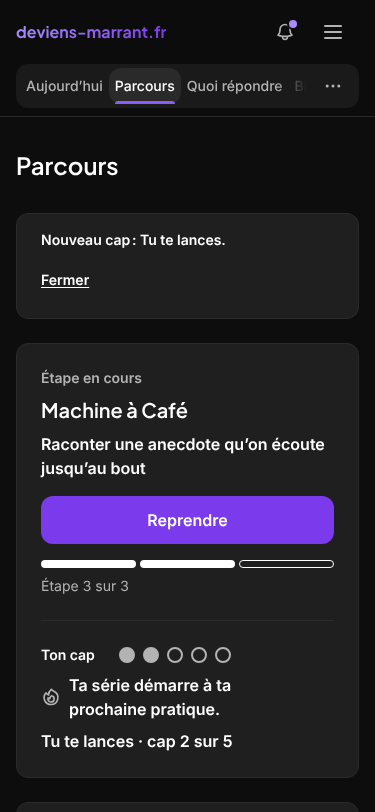 deviens-marrant.fr
Aujourd’hui Parcours Quoi répondre
Parcours
Nouveau cap : Tu te lances.
Fermer
Étape en cours
Machine à Café
Raconter une anecdote qu’on écoute
jusqu’au bout
Reprendre
Étape 3 sur 3
Ton cap
Ta série démarre à ta
prochaine pratique.
Tu te lances · cap 2 sur 5